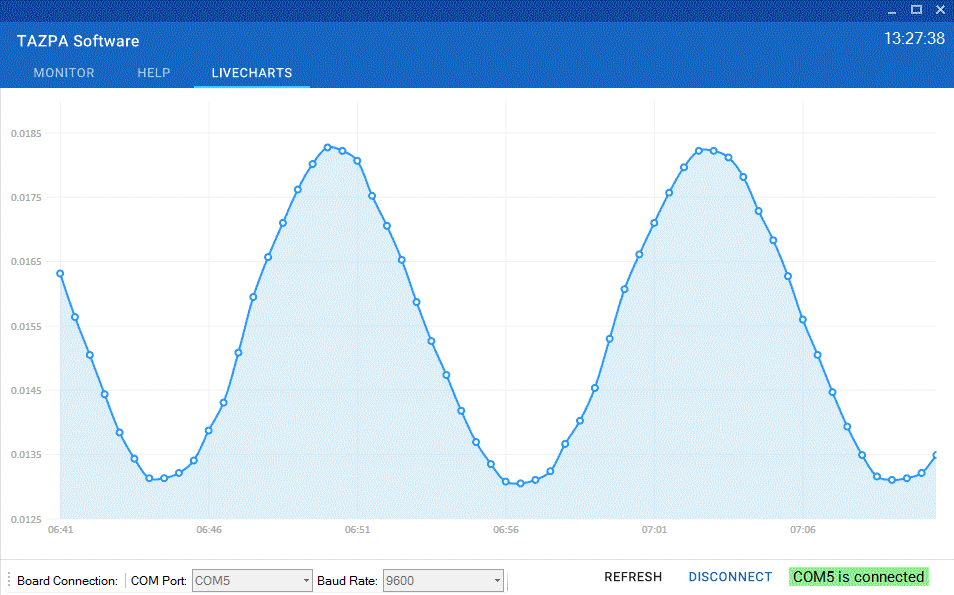 TAZPA Software
13:27:38
MONITOR HELP LIVECHARTS
0.0185
0.0175
0.0165
0.0155
0.0145
0.0135
0.0125
06:41 06:46 06:51 06:56 07:01 07:06
Board Connection: COM Port: COM5 Baud Rate: 9600 REFRESH DISCONNECT COM5 is connected